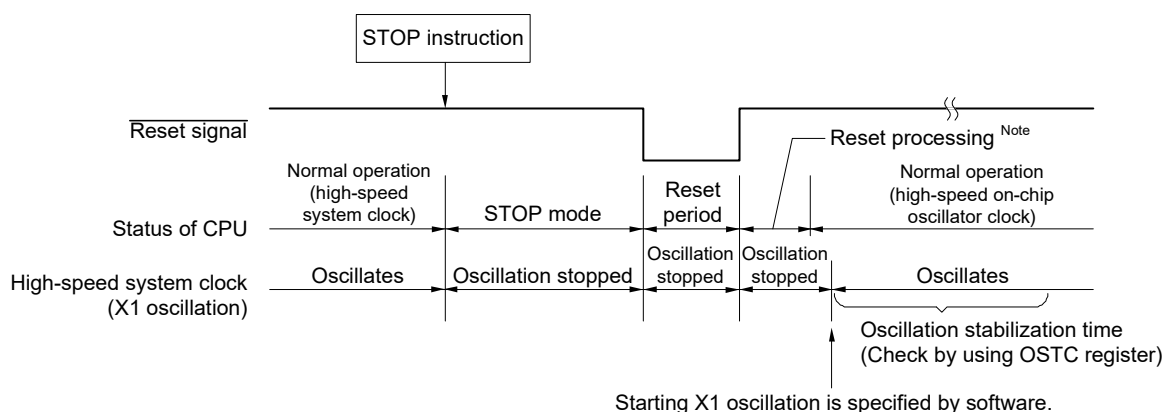 STOP instruction
Reset signal
Reset processing Note
Normal operation
(high-speed
system clock)
STOP mode
Reset
period
Normal operation
(high-speed on-chip
oscillator clock)
Status of CPU
High-speed system clock
(X1 oscillation)
Oscillates
Oscillation stopped
Oscillation
stopped
Oscillation
stopped
Oscillates
Oscillation stabilization time
(Check by using OSTC register)
Starting X1 oscillation is specified by software.